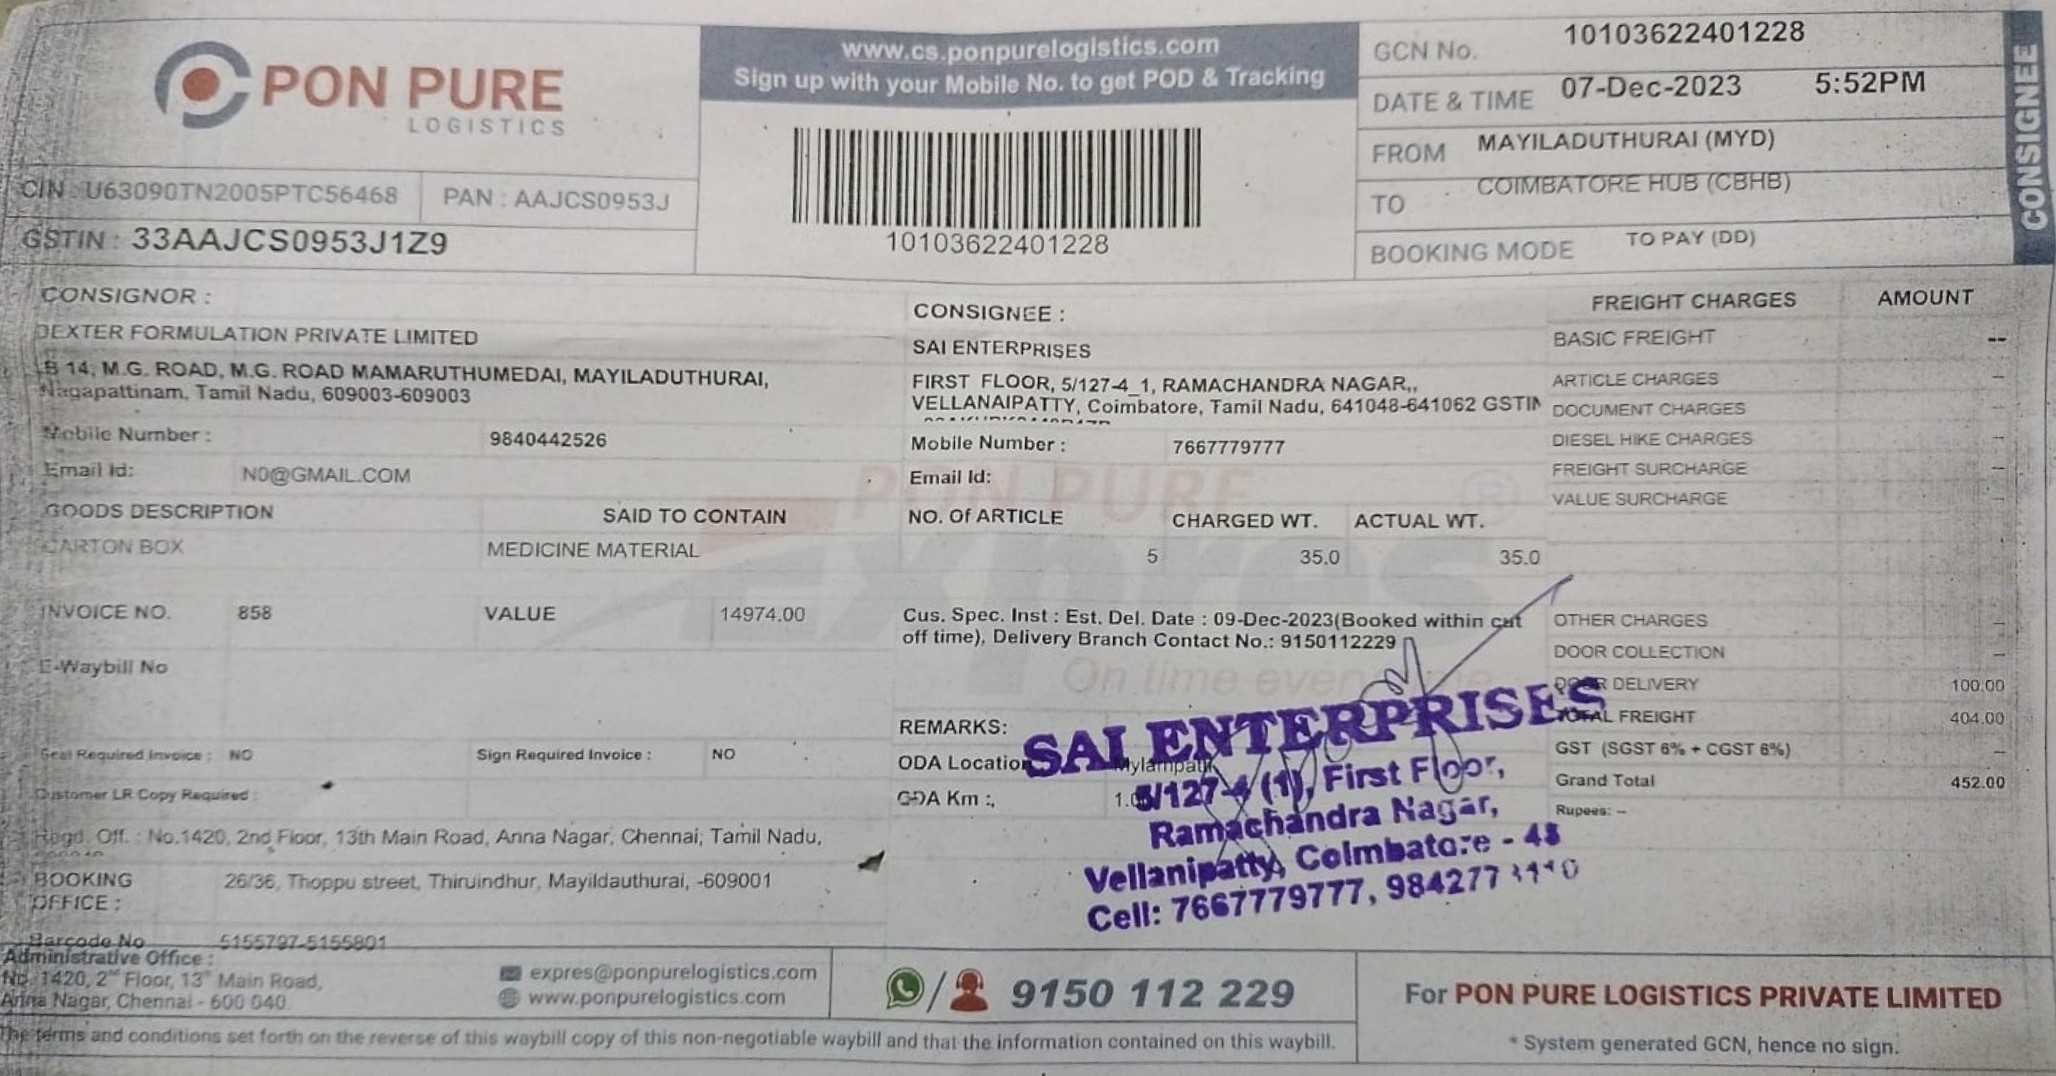 PON PURE
LOGISTICS
www.cs.ponpurelogistics.com
Sign up with your Mobile No. to get POD & Tracking
10103622401228
GCN No. 10103622401228
DATE & TIME 07-Dec-2023 5:52PM
FROM MAYILADUTHURAI (MYD)
TO COIMBATORE HUB (CBHB)
BOOKING MODE TO PAY (DD)
CONSIGNEE
CIN : U63090TN2005PTC56468 PAN : AAJCS0953J
GSTIN : 33AAJCS0953J1Z9
CONSIGNOR :
DEXTER FORMULATION PRIVATE LIMITED
B 14, M.G. ROAD, M.G. ROAD MAMARUTHUMEDAI, MAYILADUTHURAI,
Nagapattinam, Tamil Nadu, 609003-609003
Mobile Number : 9840442526
Email Id: N0@GMAIL.COM
CONSIGNEE :
SAI ENTERPRISES
FIRST FLOOR, 5/127-4_1, RAMACHANDRA NAGAR,,
VELLANAIPATTY, Coimbatore, Tamil Nadu, 641048-641062 GSTIN
Mobile Number : 7667779777
Email Id:
GOODS DESCRIPTION SAID TO CONTAIN NO. Of ARTICLE CHARGED WT. ACTUAL WT.
CARTON BOX MEDICINE MATERIAL 5 35.0 35.0
INVOICE NO. 858 VALUE 14974.00
E-Waybill No
Cus. Spec. Inst : Est. Del. Date : 09-Dec-2023(Booked within cut
off time), Delivery Branch Contact No.: 9150112229
PON PURE
Expres
On time every
REMARKS:
ODA Location Mylampatti
ODA Km :,
Seal Required Invoice : NO Sign Required Invoice : NO
Customer LR Copy Required :
Regd. Off. : No.1420, 2nd Floor, 13th Main Road, Anna Nagar, Chennai, Tamil Nadu,
BOOKING OFFICE : 26/36, Thoppu street, Thiruindhur, Mayildauthurai, -609001
Barcode No 5155797-5155801
FREIGHT CHARGES AMOUNT
BASIC FREIGHT --
ARTICLE CHARGES --
DOCUMENT CHARGES
DIESEL HIKE CHARGES --
FREIGHT SURCHARGE --
VALUE SURCHARGE --
OTHER CHARGES --
DOOR COLLECTION --
DOOR DELIVERY 100.00
TOTAL FREIGHT 404.00
GST (SGST 6% + CGST 6%) --
Grand Total 452.00
Rupees: --
SAI ENTERPRISES
5/127-4 (1), First Floor,
Ramachandra Nagar,
Vellanipatty, Coimbatore - 48
Cell: 7667779777,
Administrative Office :
No. 1420, 2nd Floor, 13th Main Road,
Anna Nagar, Chennai - 600 040.
expres@ponpurelogistics.com
www.ponpurelogistics.com
9150 112 229
For PON PURE LOGISTICS PRIVATE LIMITED
The terms and conditions set forth on the reverse of this waybill copy of this non-negotiable waybill and that the information contained on this waybill.
* System generated GCN, hence no sign.